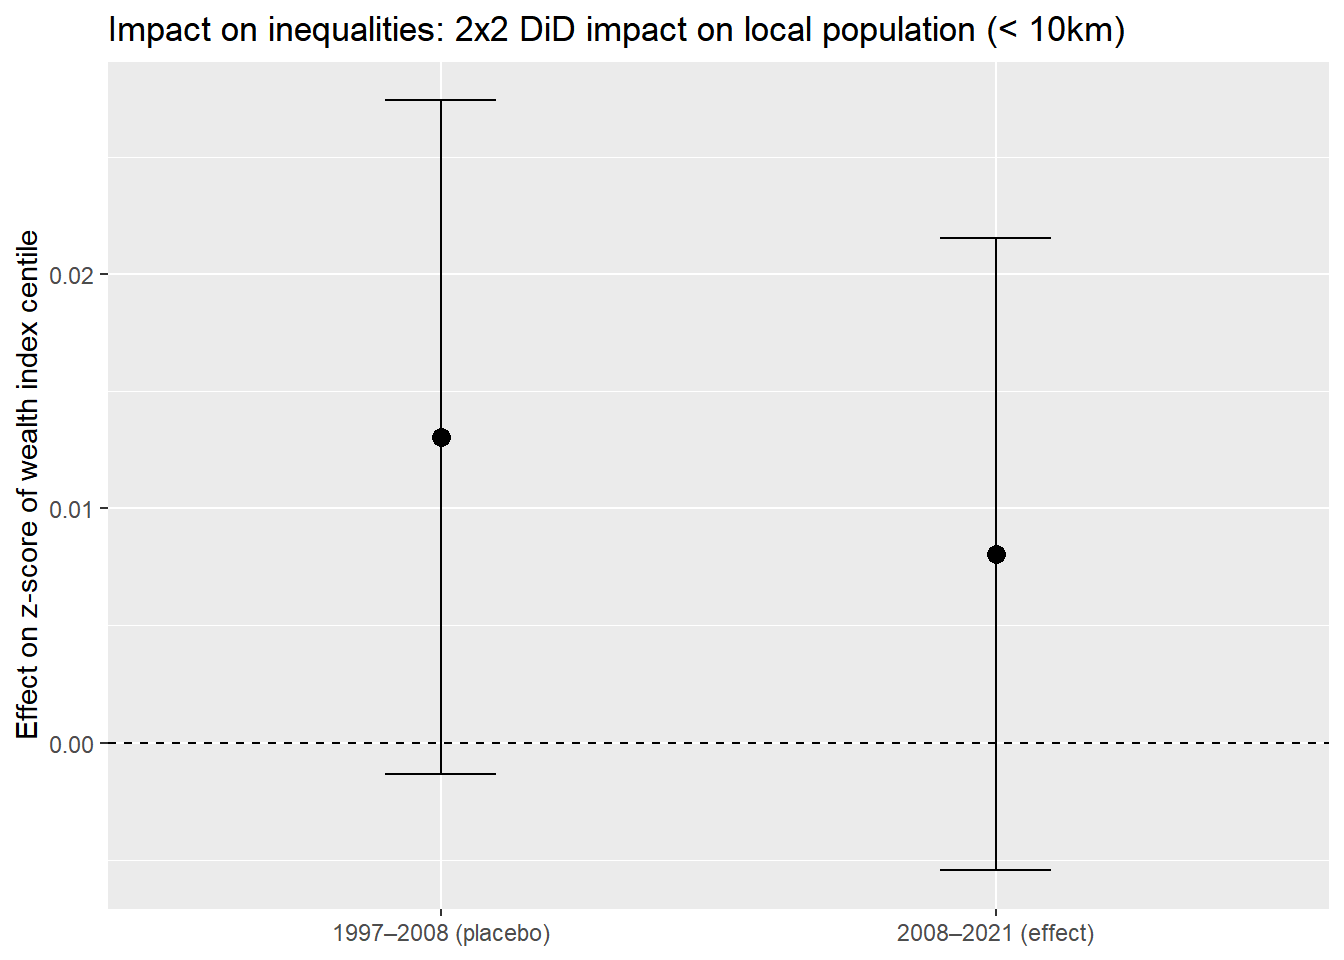 Impact on inequalities: 2x2 DiD impact on local population (< 10km)
Effect on z-score of wealth index centile
0.02
0.01
0.00
1997–2008 (placebo)
2008–2021 (effect)